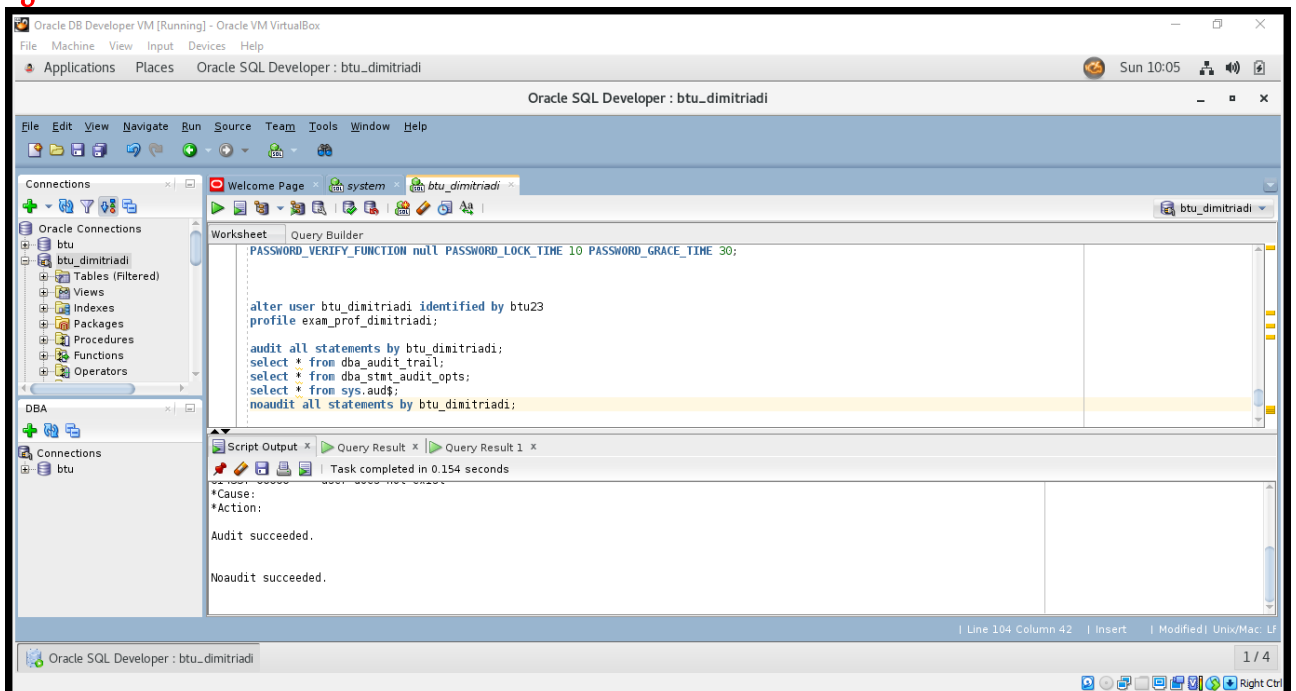 Oracle DB Developer VM [Running] - Oracle VM VirtualBox
File Machine View Input Devices Help
Applications Places Oracle SQL Developer : btu_dimitriadi Sun 10:05
Oracle SQL Developer : btu_dimitriadi
File Edit View Navigate Run Source Team Tools Window Help
Connections
Oracle Connections
btu
btu_dimitriadi
Tables (Filtered)
Views
Indexes
Packages
Procedures
Functions
Operators
DBA
Connections
btu
Welcome Page system btu_dimitriadi
btu_dimitriadi
Worksheet Query Builder
PASSWORD_VERIFY_FUNCTION null PASSWORD_LOCK_TIME 10 PASSWORD_GRACE_TIME 30;
alter user btu_dimitriadi identified by btu23
profile exam_prof_dimitriadi;
audit all statements by btu_dimitriadi;
select * from dba_audit_trail;
select * from dba_stmt_audit_opts;
select * from sys.aud$;
noaudit all statements by btu_dimitriadi;
Script Output Query Result Query Result 1
Task completed in 0.154 seconds
*Cause:
*Action:
Audit succeeded.
Noaudit succeeded.
| Line 104 Column 42 | Insert | Modified | Unix/Mac: LF
Oracle SQL Developer : btu_dimitriadi 1 / 4
Right Ctrl